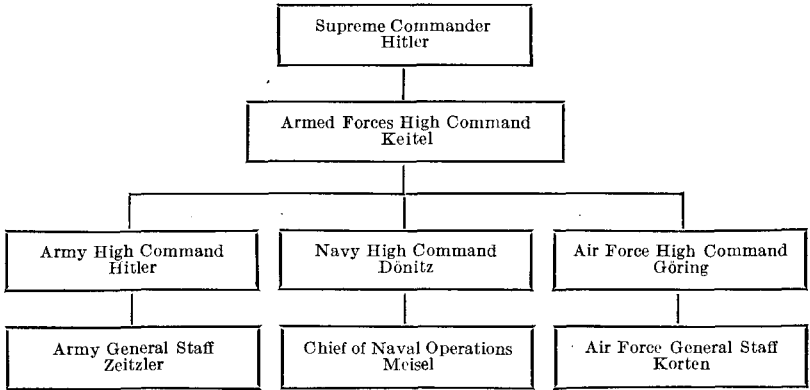 Supreme Commander
Hitler
Armed Forces High Command
Keitel
Army High Command
Hitler
Navy High Command
Dönitz
Air Force High Command
Göring
Army General Staff
Zeitzler
Chief of Naval Operations
Meisel
Air Force General Staff
Korten